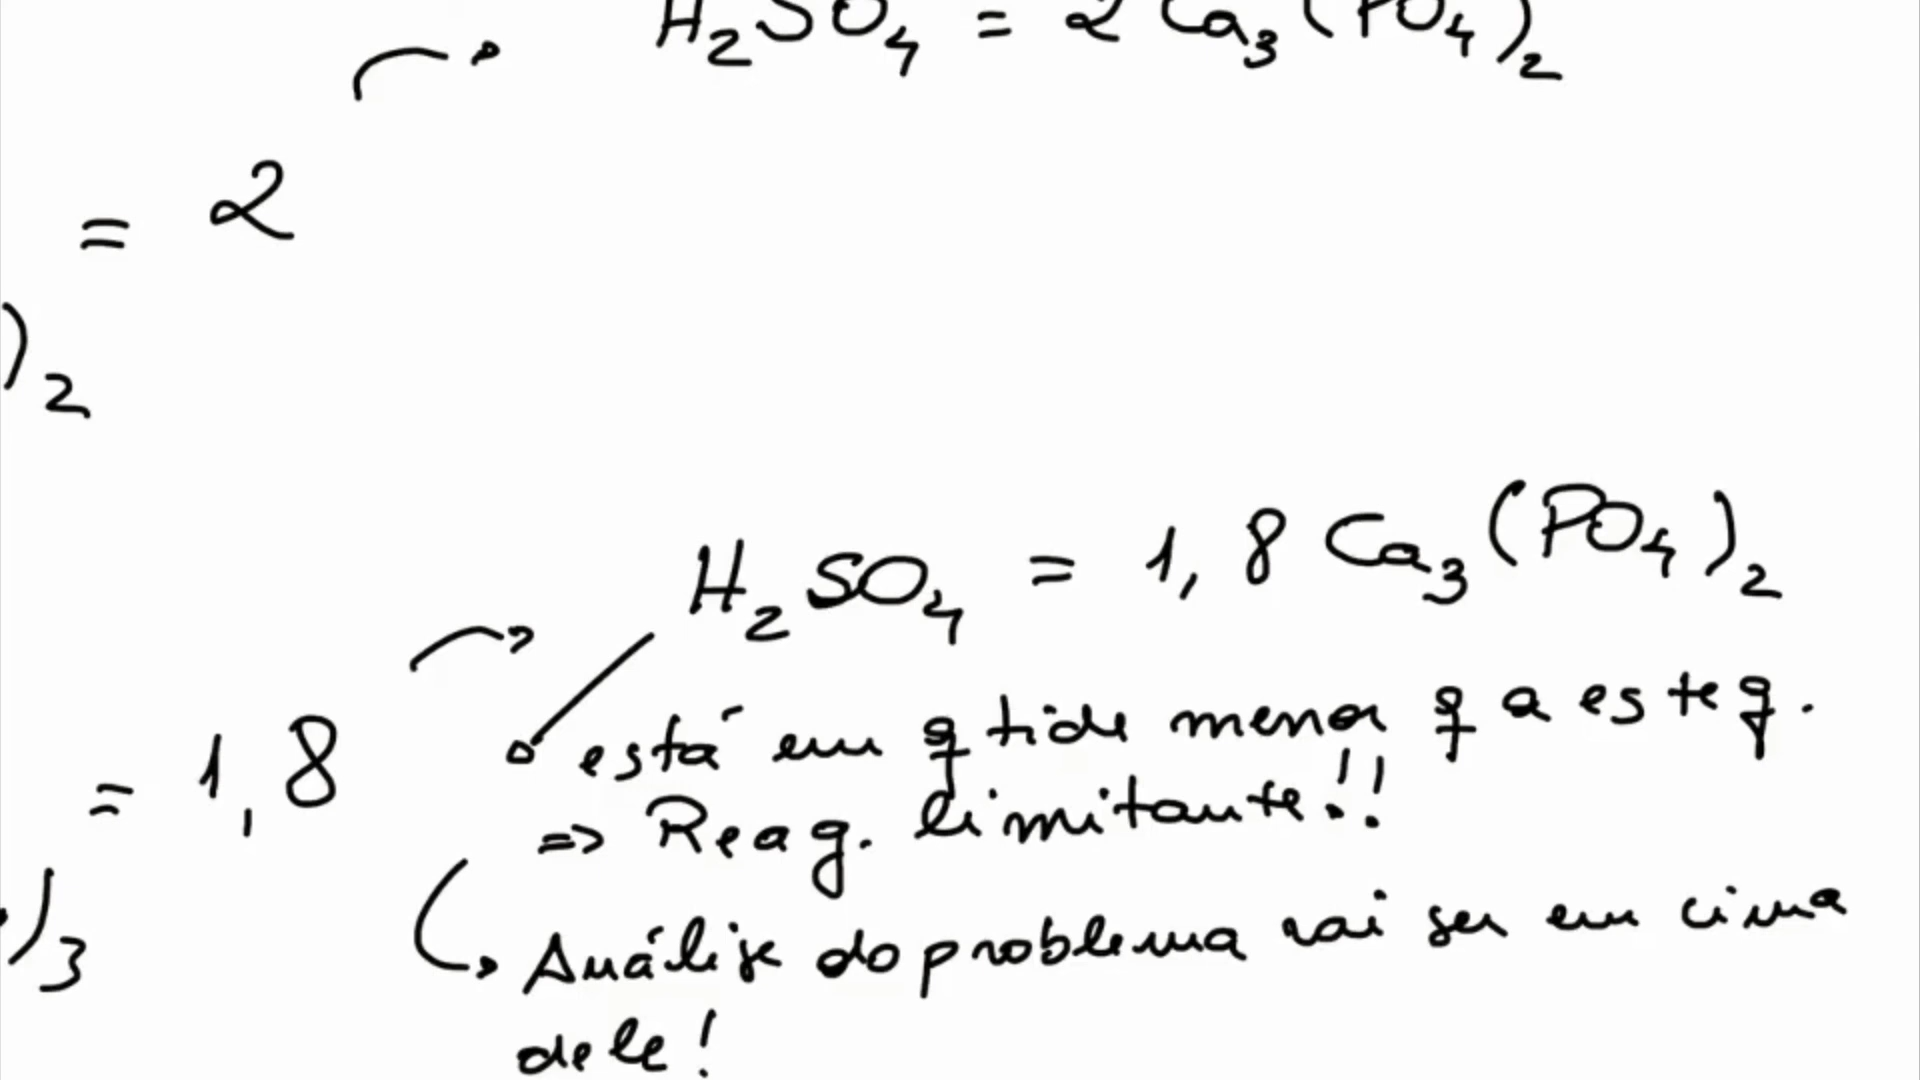 H₂SO₄ = 2 Ca₃(PO₄)₂
= 2
)₂
H₂SO₄ = 1,8 Ca₃(PO₄)₂
= 1,8
está em qtide menor q a esteq.
=> Reag. limitante!!
)₃
Análise do problema vai ser em cima
dele!